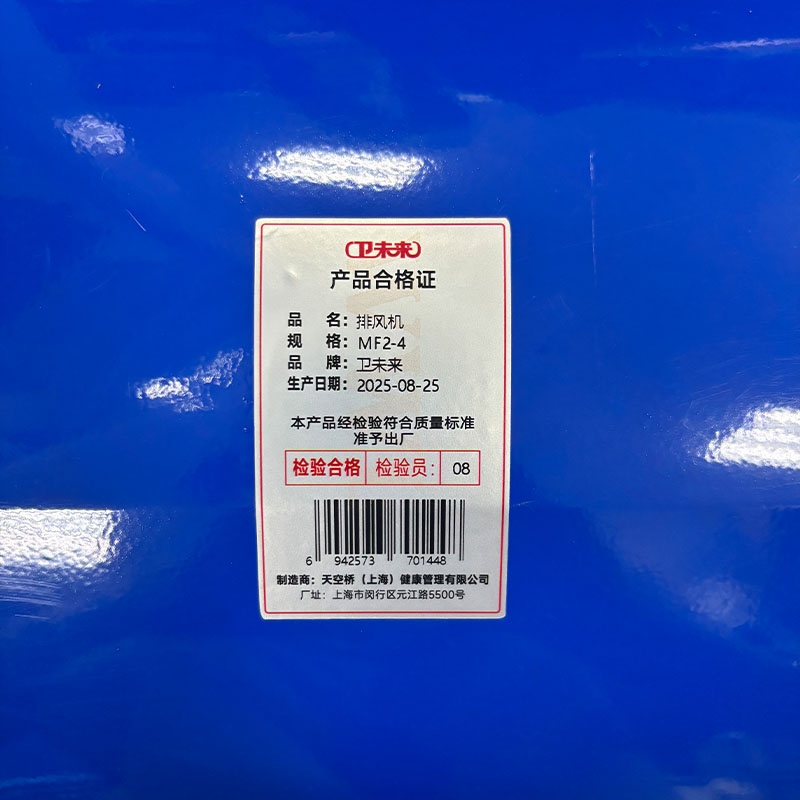 卫未来
产品合格证
品 名：排风机
规 格：MF2-4
品 牌：卫未来
生产日期：2025-08-25
本产品经检验符合质量标准
准予出厂
检验合格 检验员： 08
6 942573 701448
制造商：天空桥（上海）健康管理有限公司
厂址：上海市闵行区元江路5500号